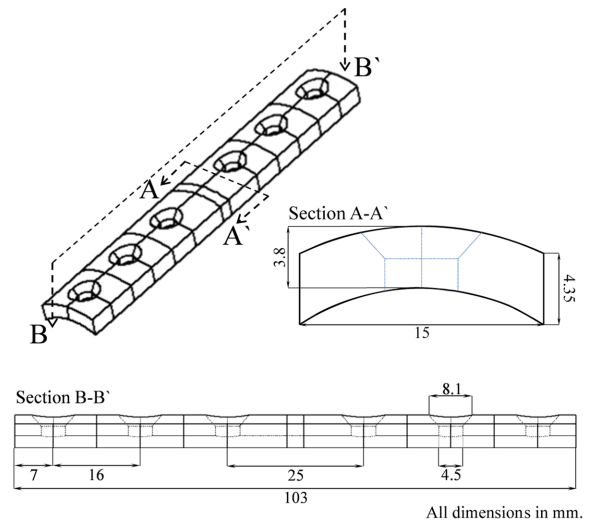 B`
A
A`
B
Section A-A`
3.8
4.35
15
Section B-B`
8.1
7
16
25
4.5
103
All dimensions in mm.